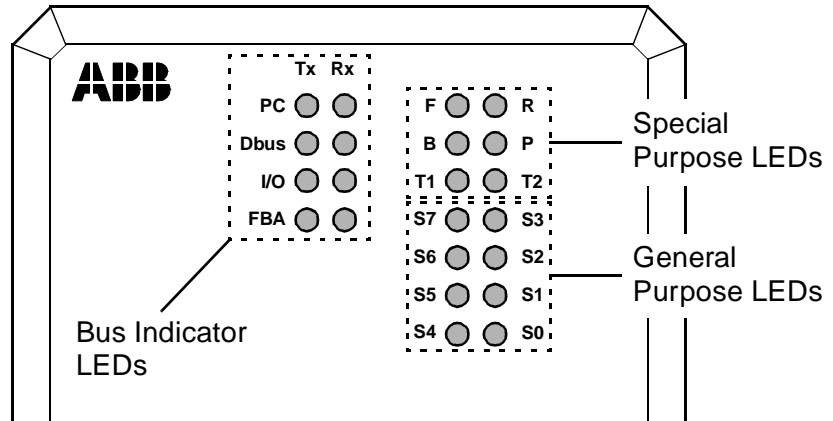 ABB
Tx Rx
PC
Dbus
I/O
FBA
F R
B P
T1 T2
S7 S3
S6 S2
S5 S1
S4 S0
Special
Purpose LEDs
General
Purpose LEDs
Bus Indicator
LEDs